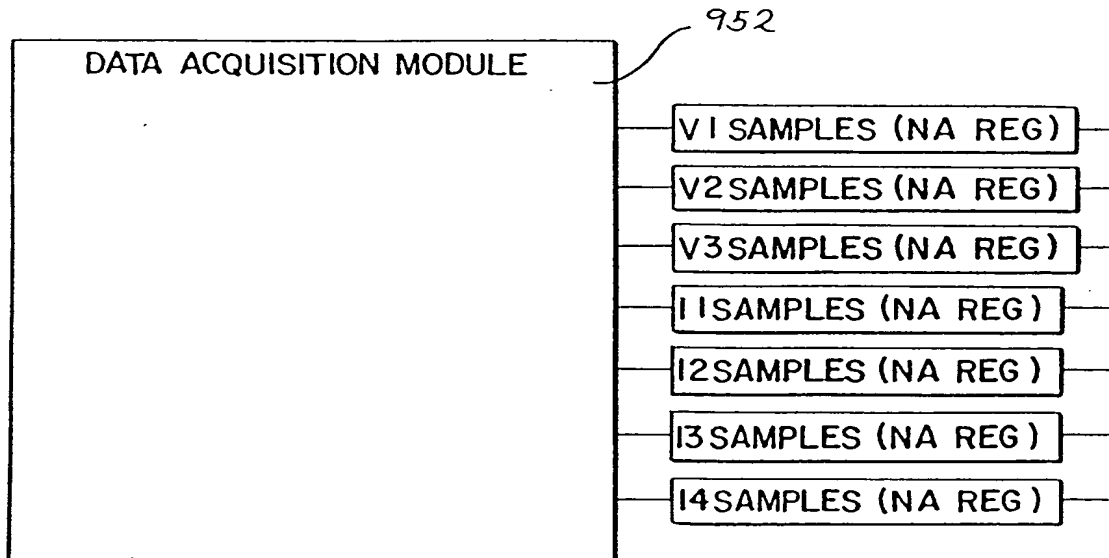 952
DATA ACQUISITION MODULE
V1 SAMPLES (NA REG)
V2 SAMPLES (NA REG)
V3 SAMPLES (NA REG)
I1 SAMPLES (NA REG)
I2 SAMPLES (NA REG)
I3 SAMPLES (NA REG)
I4 SAMPLES (NA REG)